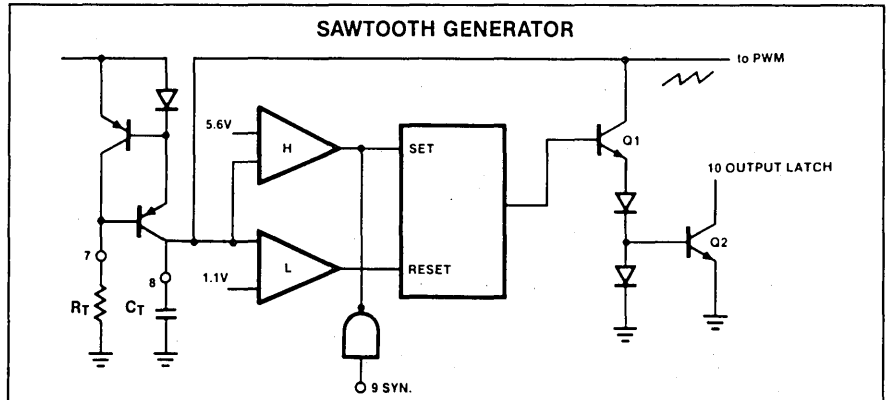 SAWTOOTH GENERATOR
to PWM
5.6V
H
SET
Q1
10 OUTPUT LATCH
Q2
7
8
1.1V
L
RESET
RT
CT
9 SYN.